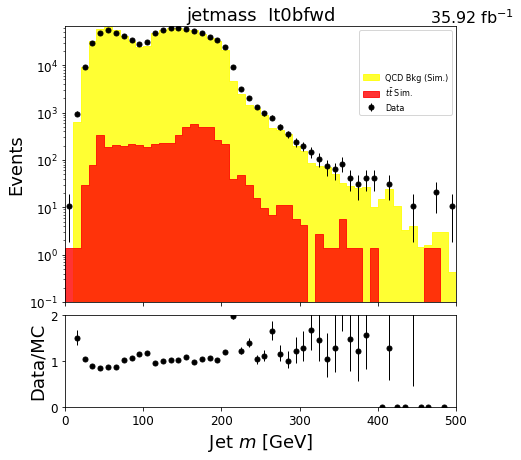 jetmass  It0bfwd
35.92 fb⁻¹
QCD Bkg (Sim.)
tt̄ Sim.
Data
Events
10⁴
10³
10²
10¹
10⁰
10⁻¹
Data/MC
2
1
0
0 100 200 300 400 500
Jet m [GeV]